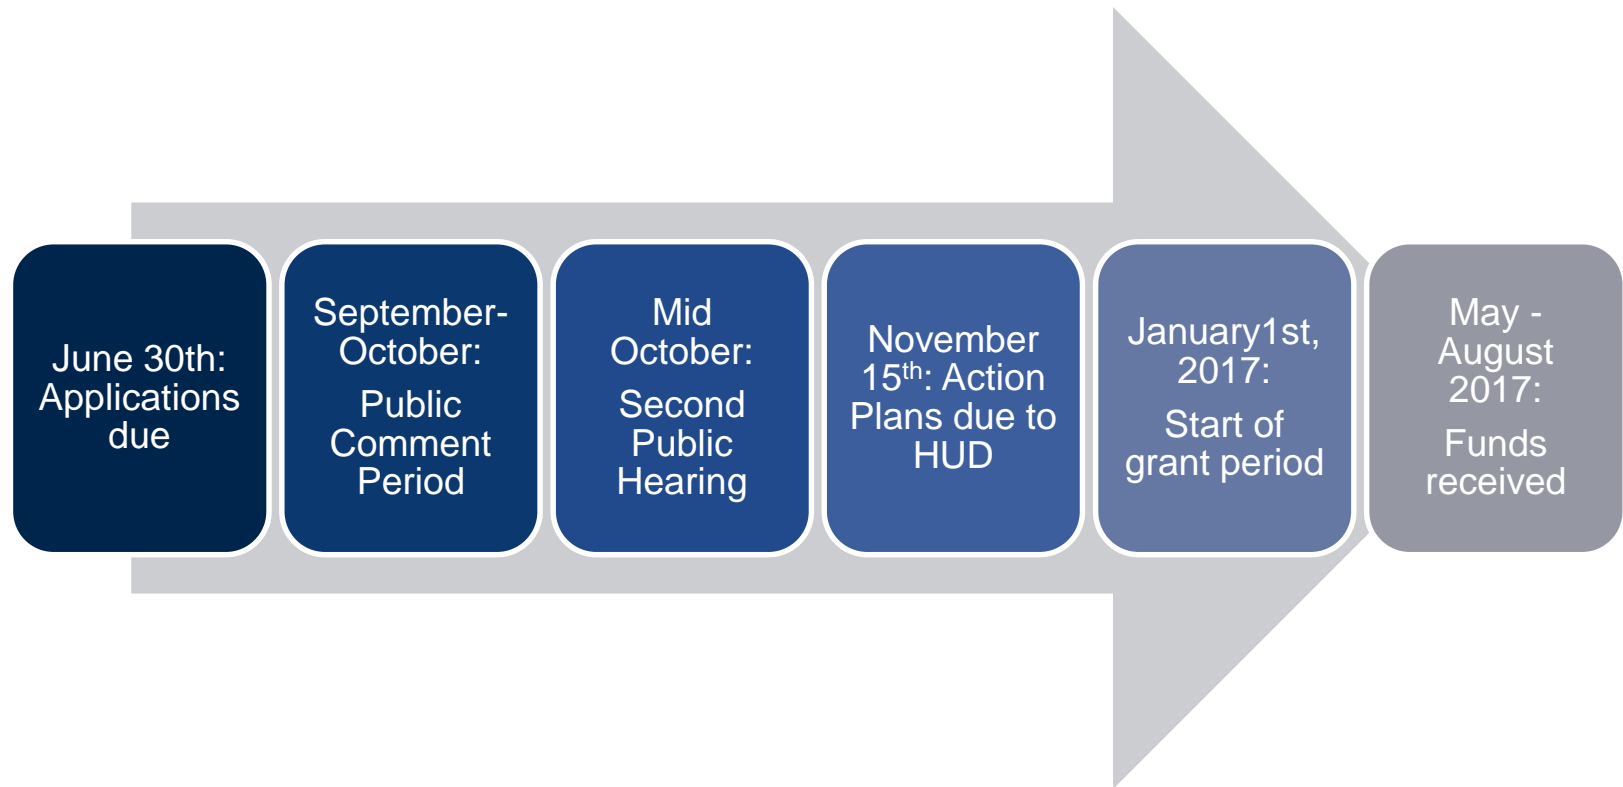 June 30th:
Applications
due
September-
October:
Public
Comment
Period
Mid
October:
Second
Public
Hearing
November
15th: Action
Plans due to
HUD
January1st,
2017:
Start of
grant period
May -
August
2017:
Funds
received